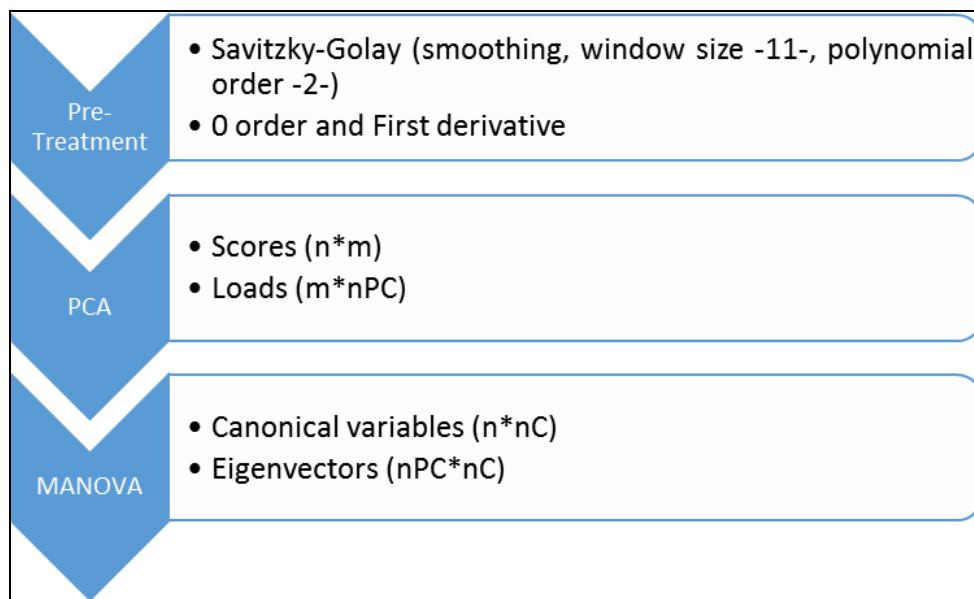 Pre-
Treatment
• Savitzky-Golay (smoothing, window size -11-, polynomial
order -2-)
• 0 order and First derivative
PCA
• Scores (n*m)
• Loads (m*nPC)
MANOVA
• Canonical variables (n*nC)
• Eigenvectors (nPC*nC)